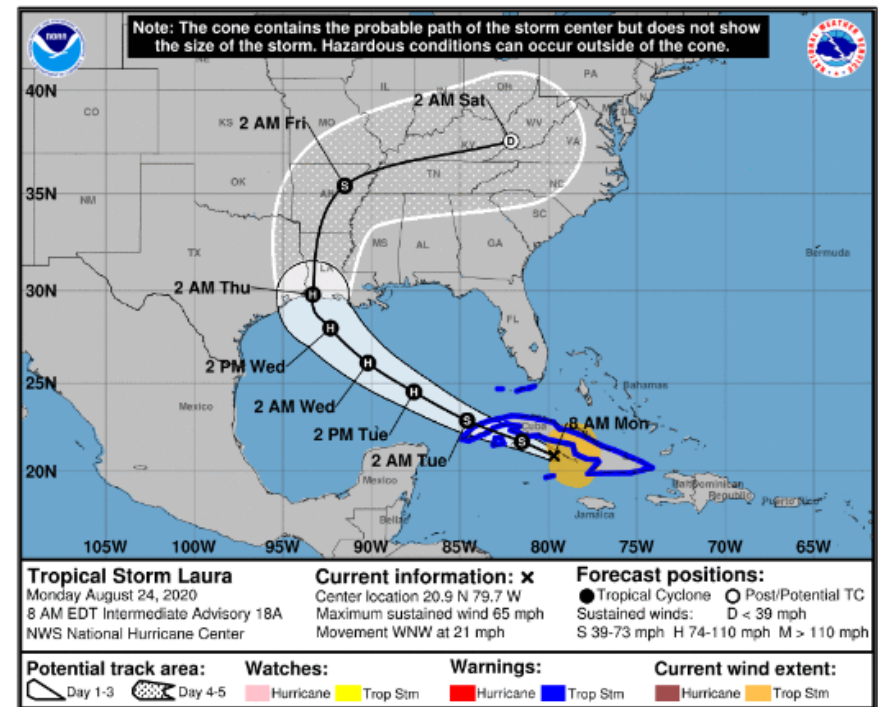 Note: The cone contains the probable path of the storm center but does not show
the size of the storm. Hazardous conditions can occur outside of the cone.
NOAA
NATIONAL WEATHER SERVICE
NE
IL
OH
PA
N
40N
2 AM Sat
CO
KS
2 AM Fri
MO
WV
KY
VA
D
S
35N
NM
OK
AR
TN
NC
SC
MS
AL
GA
TX
LA
Bermuda
30N
2 AM Thu
H
FL
H
2 PM Wed
H
25N
2 AM Wed
H
Bahamas
Mexico
2 PM Tue
S
Cuba
8 AM Mon
S
2 AM Tue
20N
Mexico
Haiti
Dominican
Republic
Puerto Rico
Jamaica
Belize
105W 100W 95W 90W 85W 80W 75W 70W 65W
Tropical Storm Laura
Monday August 24, 2020
8 AM EDT Intermediate Advisory 18A
NWS National Hurricane Center
Current information: x
Center location 20.9 N 79.7 W
Maximum sustained wind 65 mph
Movement WNW at 21 mph
Forecast positions:
Tropical Cyclone Post/Potential TC
Sustained winds: D < 39 mph
S 39-73 mph H 74-110 mph M > 110 mph
Potential track area:
Day 1-3 Day 4-5
Watches:
Hurricane Trop Stm
Warnings:
Hurricane Trop Stm
Current wind extent:
Hurricane Trop Stm